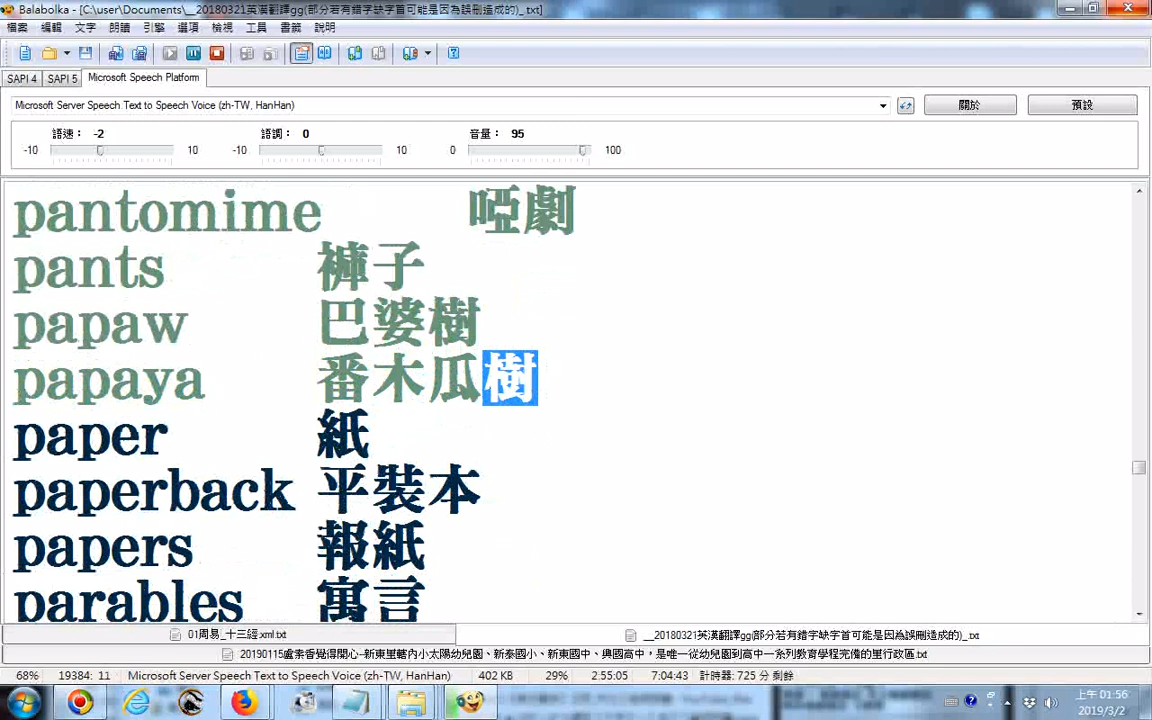 Balabolka - [C:\user\Documents\__20180321英漢翻譯gg(部分若有錯字缺字首可能是因為誤刪造成的)_.txt]
檔案 編輯 文字 朗讀 引擎 選項 檢視 工具 書籤 說明
SAPI 4 SAPI 5 Microsoft Speech Platform
Microsoft Server Speech Text to Speech Voice (zh-TW, HanHan) 關於 預設
語速： -2 語調： 0 音量： 95
-10 10 -10 10 0 100
pantomime 啞劇
pants 褲子
papaw 巴婆樹
papaya 番木瓜樹
paper 紙
paperback 平裝本
papers 報紙
parables 寓言
01周易_十三經.xml.txt __20180321英漢翻譯gg(部分若有錯字缺字首可能是因為誤刪造成的)_.txt
20190115盧素香覺得開心-新東里轄內小太陽幼兒園、新泰國小、新東國中、興國高中，是唯一從幼兒園到高中一系列教育學程完備的里行政區.txt
68% 19384: 11 Microsoft Server Speech Text to Speech Voice (zh-TW, HanHan) 402 KB 29% 2:55:05 7:04:43 計時器: 725 分 剩餘
上午 01:56
2019/3/2